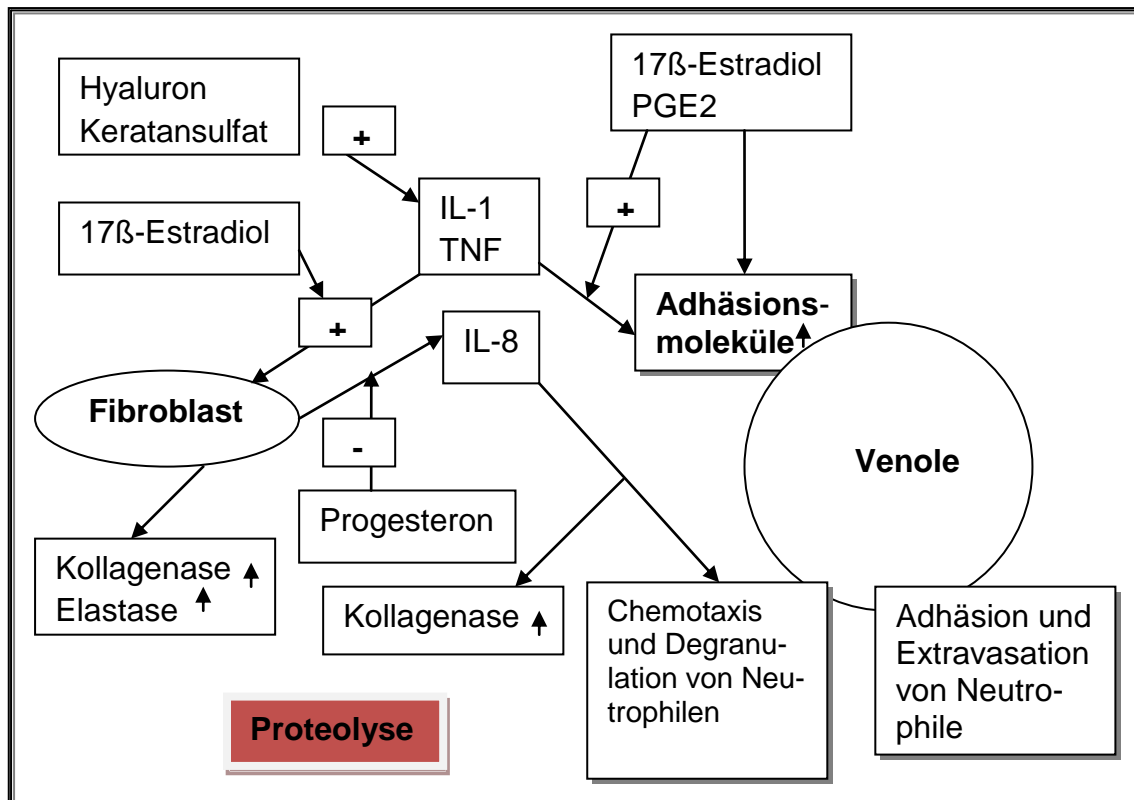 Hyaluron
Keratansulfat
+
17ß-Estradiol
PGE2
+
IL-1
TNF
17ß-Estradiol
+
Adhäsions-
moleküle
IL-8
Fibroblast
-
Venole
Progesteron
Kollagenase
Elastase
Kollagenase
Chemotaxis
und Degranu-
lation von Neu-
trophilen
Adhäsion und
Extravasation
von Neutro-
phile
Proteolyse